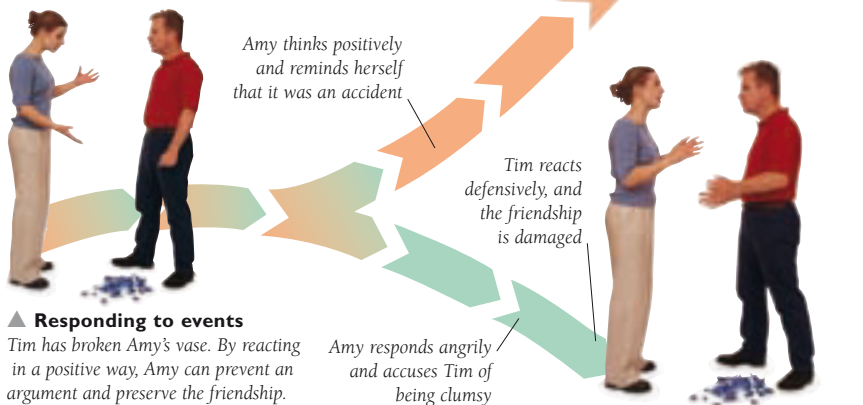 Amy thinks positively
and reminds herself
that it was an accident
Tim reacts
defensively, and
the friendship
is damaged
Responding to events
Tim has broken Amy's vase. By reacting
in a positive way, Amy can prevent an
argument and preserve the friendship.
Amy responds angrily
and accuses Tim of
being clumsy